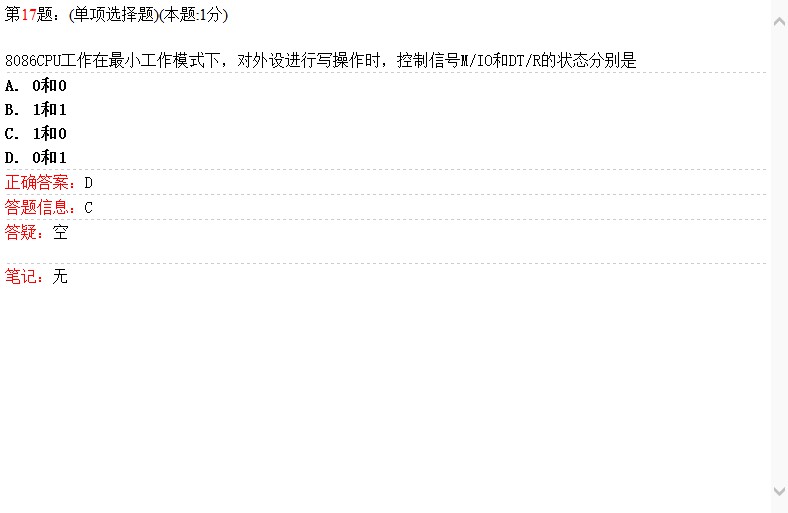 第17题：(单项选择题)(本题:1分)
8086CPU工作在最小工作模式下，对外设进行写操作时，控制信号M/IO和DT/R的状态分别是
A. 0和0
B. 1和1
C. 1和0
D. 0和1
正确答案：D
答题信息：C
答疑：空
笔记：无